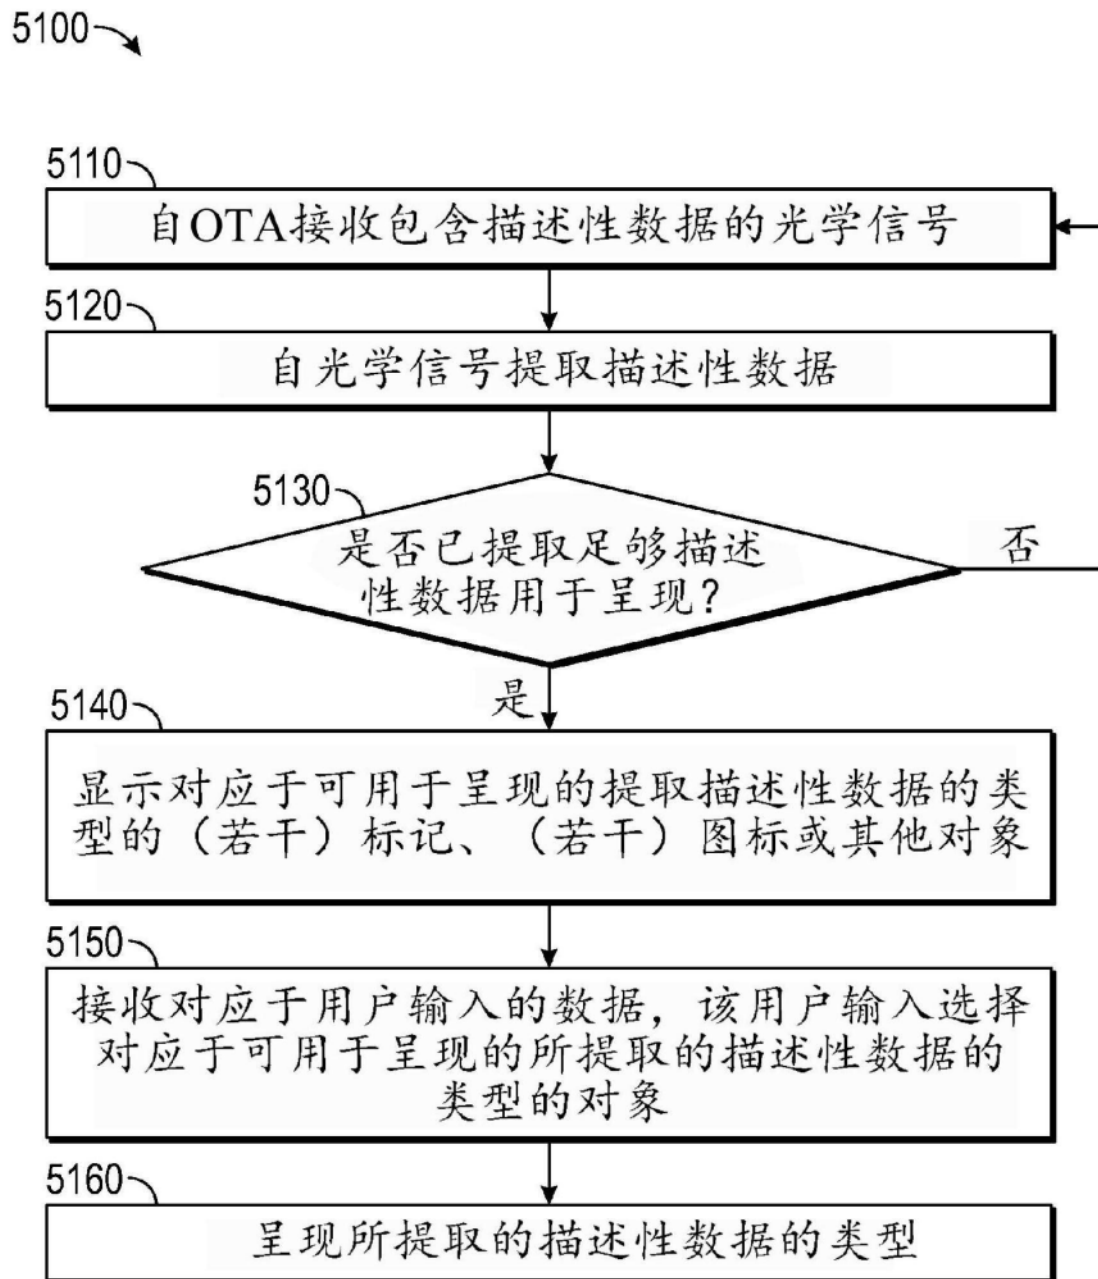 5100
5110
自OTA接收包含描述性数据的光学信号
5120
自光学信号提取描述性数据
5130
是否已提取足够描述
性数据用于呈现?
否
是
5140
显示对应于可用于呈现的提取描述性数据的类
型的（若干）标记、（若干）图标或其他对象
5150
接收对应于用户输入的数据，该用户输入选择
对应于可用于呈现的所提取的描述性数据的
类型的对象
5160
呈现所提取的描述性数据的类型